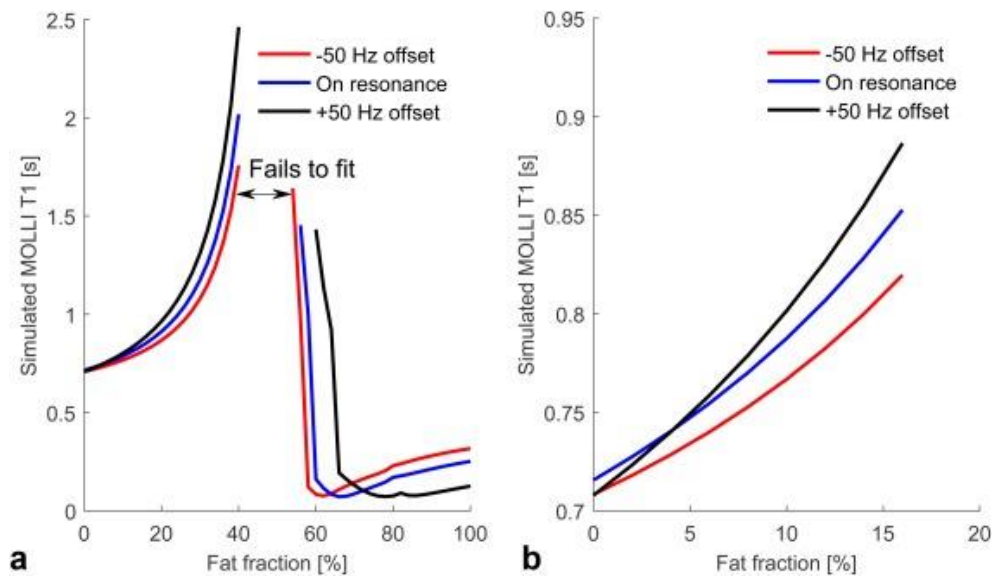 2.5
2
1.5
1
0.5
0
Simulated MOLLI T1 [s]
-50 Hz offset
On resonance
+50 Hz offset
Fails to fit
0 20 40 60 80 100
Fat fraction [%]
a
0.95
0.9
0.85
0.8
0.75
0.7
Simulated MOLLI T1 [s]
-50 Hz offset
On resonance
+50 Hz offset
0 5 10 15 20
Fat fraction [%]
b